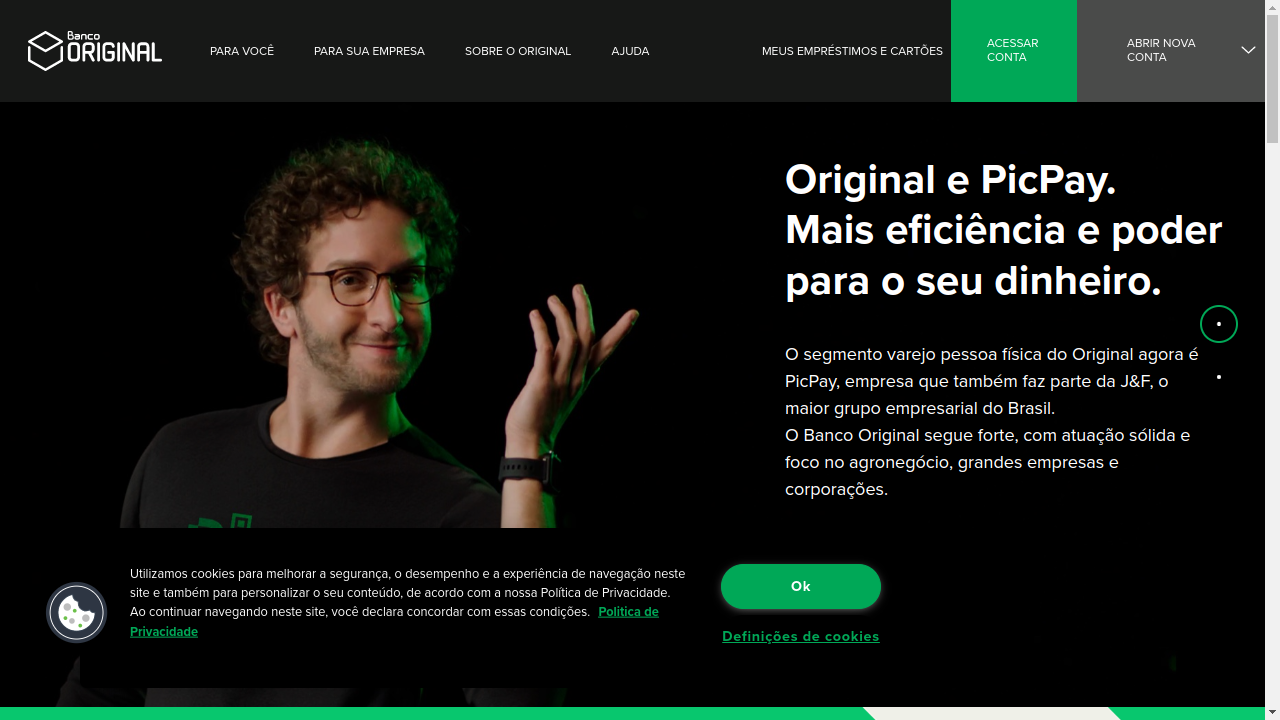 Banco
ORIGINAL
PARA VOCÊ
PARA SUA EMPRESA
SOBRE O ORIGINAL
AJUDA
MEUS EMPRÉSTIMOS E CARTÕES
ACESSAR
CONTA
ABRIR NOVA
CONTA
Original e PicPay.
Mais eficiência e poder
para o seu dinheiro.
O segmento varejo pessoa física do Original agora é
PicPay, empresa que também faz parte da J&F, o
maior grupo empresarial do Brasil.
O Banco Original segue forte, com atuação sólida e
foco no agronegócio, grandes empresas e
corporações.
Utilizamos cookies para melhorar a segurança, o desempenho e a experiência de navegação neste
site e também para personalizar o seu conteúdo, de acordo com a nossa Política de Privacidade.
Ao continuar navegando neste site, você declara concordar com essas condições. Politica de
Privacidade
Ok
Definições de cookies